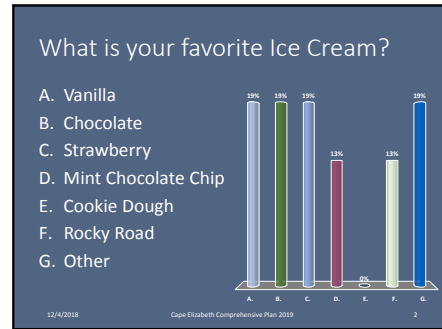 What is your favorite Ice Cream?
A. Vanilla
B. Chocolate
C. Strawberry
D. Mint Chocolate Chip
E. Cookie Dough
F. Rocky Road
G. Other
19% 19% 19% 13% 0% 13% 19%
A. B. C. D. E. F. G.
12/4/2018 Cape Elizabeth Comprehensive Plan 2019 2